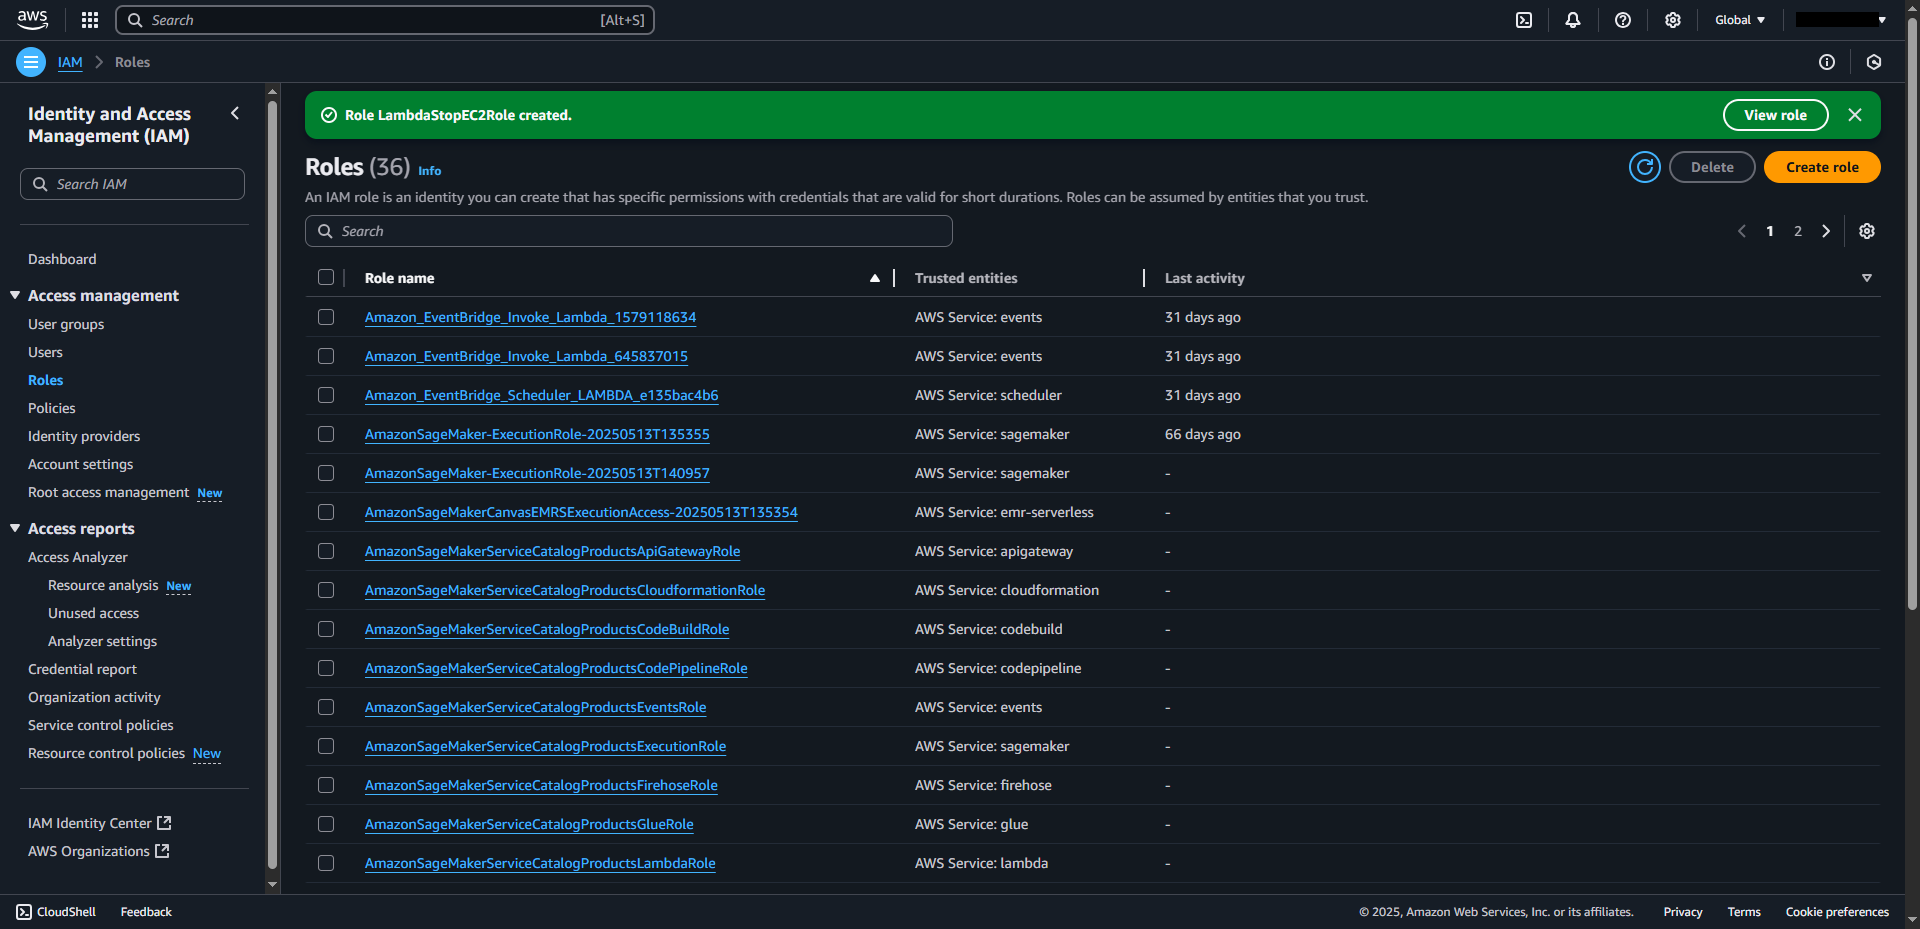 aws
Search [Alt+S]
Global
IAM Roles
Identity and Access
Management (IAM)
Search IAM
Dashboard
Access management
User groups
Users
Roles
Policies
Identity providers
Account settings
Root access management New
Access reports
Access Analyzer
Resource analysis New
Unused access
Analyzer settings
Credential report
Organization activity
Service control policies
Resource control policies New
IAM Identity Center
AWS Organizations
Role LambdaStopEC2Role created.
View role
Roles (36) Info
Delete
Create role
An IAM role is an identity you can create that has specific permissions with credentials that are valid for short durations. Roles can be assumed by entities that you trust.
Search
1 2
Role name Trusted entities Last activity
Amazon_EventBridge_Invoke_Lambda_1579118634 AWS Service: events 31 days ago
Amazon_EventBridge_Invoke_Lambda_645837015 AWS Service: events 31 days ago
Amazon_EventBridge_Scheduler_LAMBDA_e135bac4b6 AWS Service: scheduler 31 days ago
AmazonSageMaker-ExecutionRole-20250513T135355 AWS Service: sagemaker 66 days ago
AmazonSageMaker-ExecutionRole-20250513T140957 AWS Service: sagemaker -
AmazonSageMakerCanvasEMRSExecutionAccess-20250513T135354 AWS Service: emr-serverless -
AmazonSageMakerServiceCatalogProductsApiGatewayRole AWS Service: apigateway -
AmazonSageMakerServiceCatalogProductsCloudformationRole AWS Service: cloudformation -
AmazonSageMakerServiceCatalogProductsCodeBuildRole AWS Service: codebuild -
AmazonSageMakerServiceCatalogProductsCodePipelineRole AWS Service: codepipeline -
AmazonSageMakerServiceCatalogProductsEventsRole AWS Service: events -
AmazonSageMakerServiceCatalogProductsExecutionRole AWS Service: sagemaker -
AmazonSageMakerServiceCatalogProductsFirehoseRole AWS Service: firehose -
AmazonSageMakerServiceCatalogProductsGlueRole AWS Service: glue -
AmazonSageMakerServiceCatalogProductsLambdaRole AWS Service: lambda -
CloudShell Feedback © 2025, Amazon Web Services, Inc. or its affiliates. Privacy Terms Cookie preferences